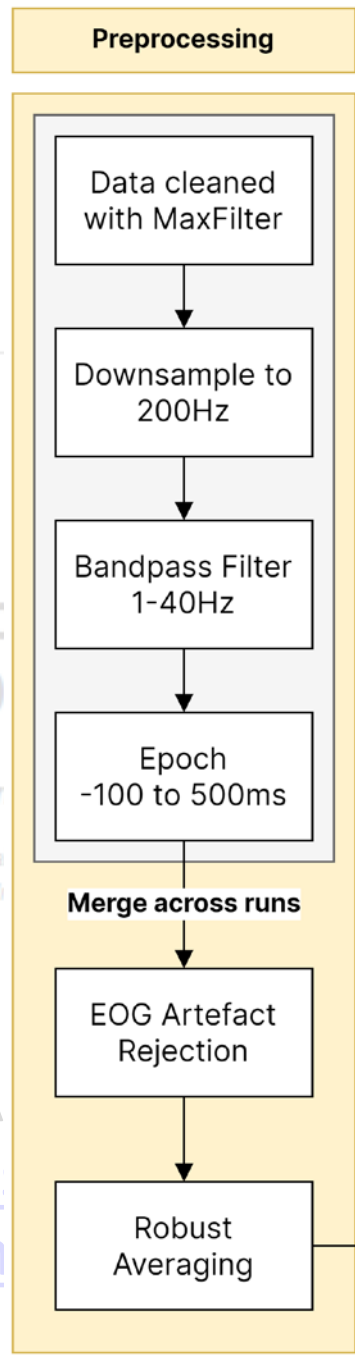 Preprocessing
Data cleaned
with MaxFilter
Downsample to
200Hz
Bandpass Filter
1-40Hz
Epoch
-100 to 500ms
Merge across runs
EOG Artefact
Rejection
Robust
Averaging